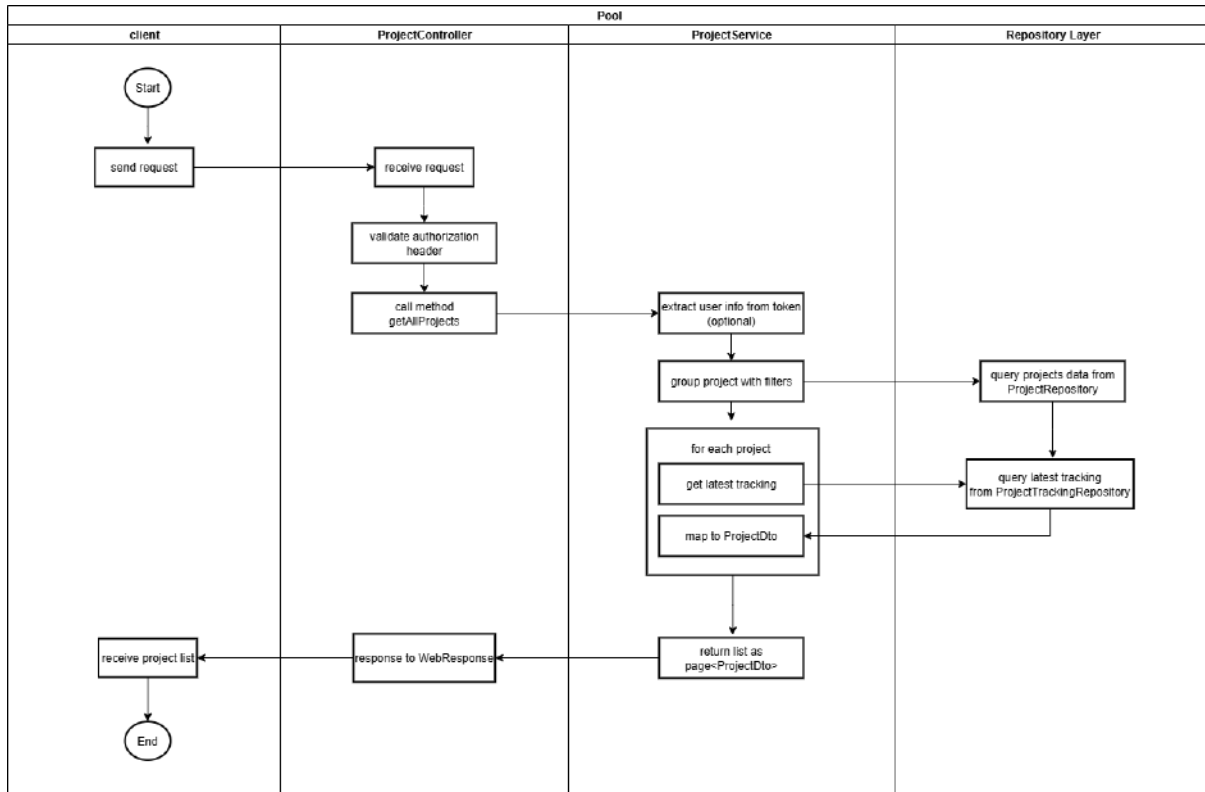 Pool
client
ProjectController
ProjectService
Repository Layer
Start
send request
receive request
validate authorization
header
call method
getAllProjects
extract user info from token
(optional)
group project with filters
query projects data from
ProjectRepository
for each project
get latest tracking
query latest tracking
from ProjectTrackingRepository
map to ProjectDto
receive project list
response to WebResponse
return list as
page<ProjectDto>
End